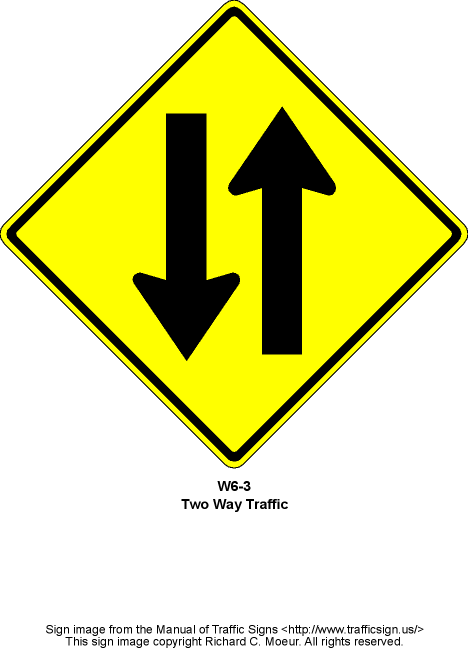 W6-3
Two Way Traffic
Sign image from the Manual of Traffic Signs <http://www.trafficsign.us/>
This sign image copyright Richard C. Moeur. All rights reserved.